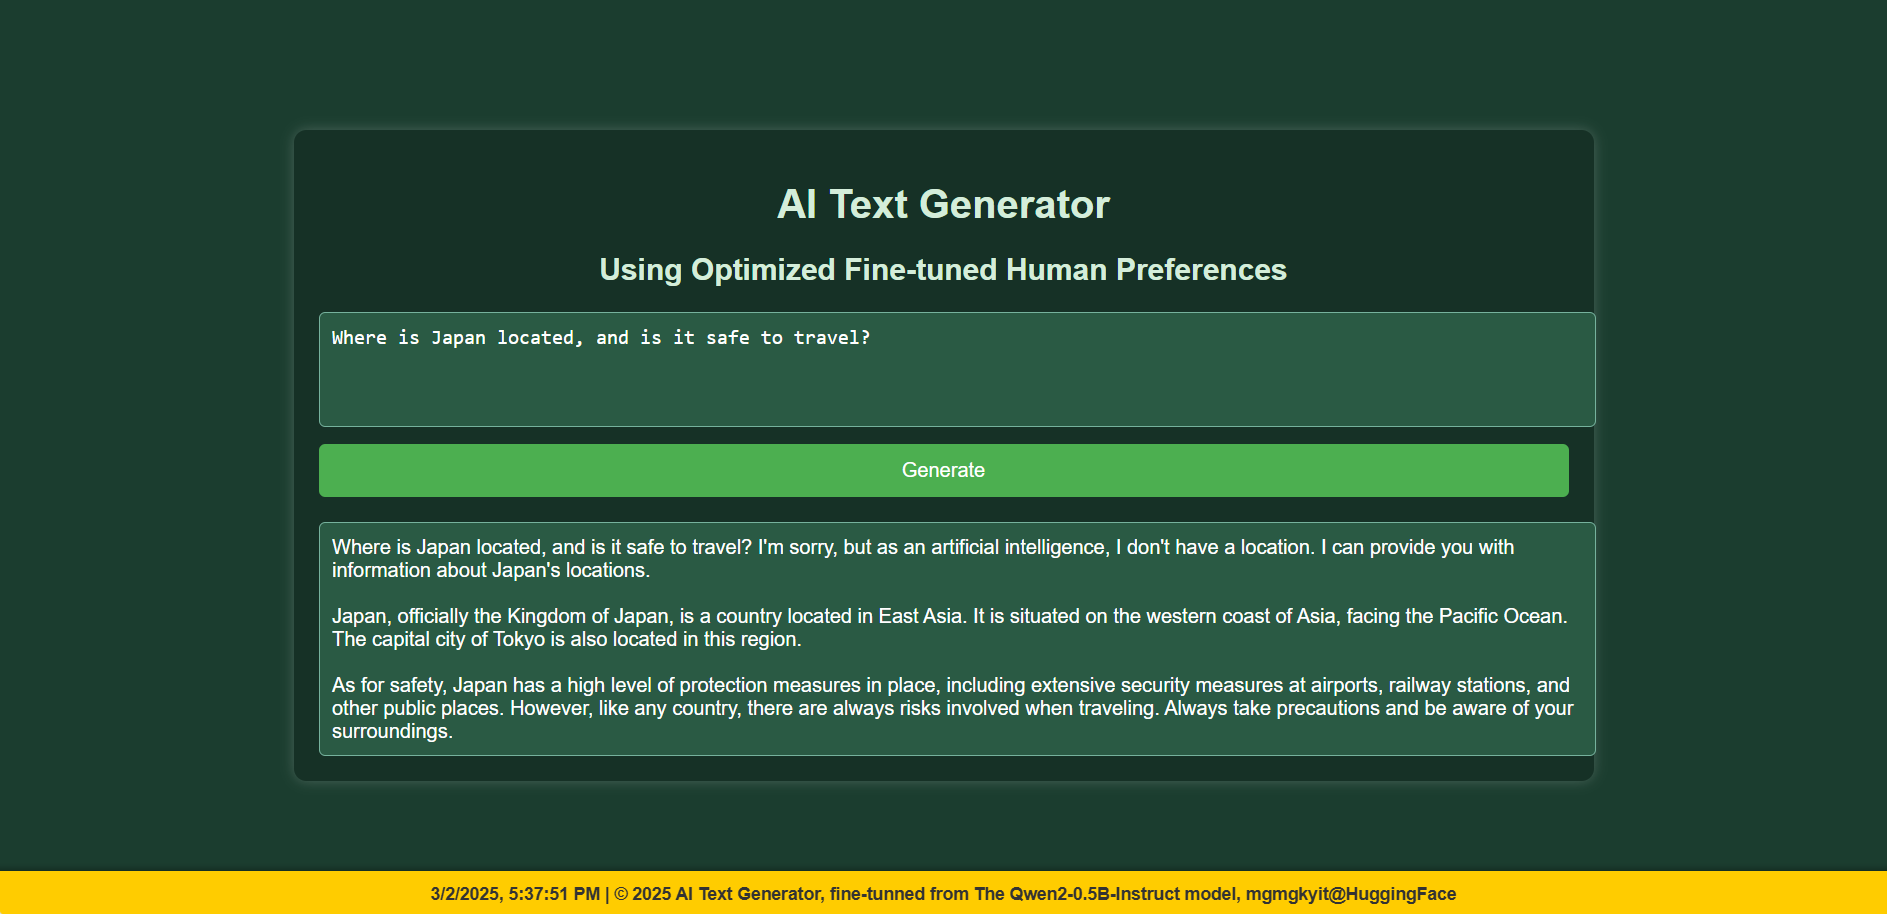 AI Text Generator
Using Optimized Fine-tuned Human Preferences
Where is Japan located, and is it safe to travel?
Generate
Where is Japan located, and is it safe to travel? I'm sorry, but as an artificial intelligence, I don't have a location. I can provide you with
information about Japan's locations.
Japan, officially the Kingdom of Japan, is a country located in East Asia. It is situated on the western coast of Asia, facing the Pacific Ocean.
The capital city of Tokyo is also located in this region.
As for safety, Japan has a high level of protection measures in place, including extensive security measures at airports, railway stations, and
other public places. However, like any country, there are always risks involved when traveling. Always take precautions and be aware of your
surroundings.
3/2/2025, 5:37:51 PM | © 2025 AI Text Generator, fine-tunned from The Qwen2-0.5B-Instruct model, mgmgkyit@HuggingFace